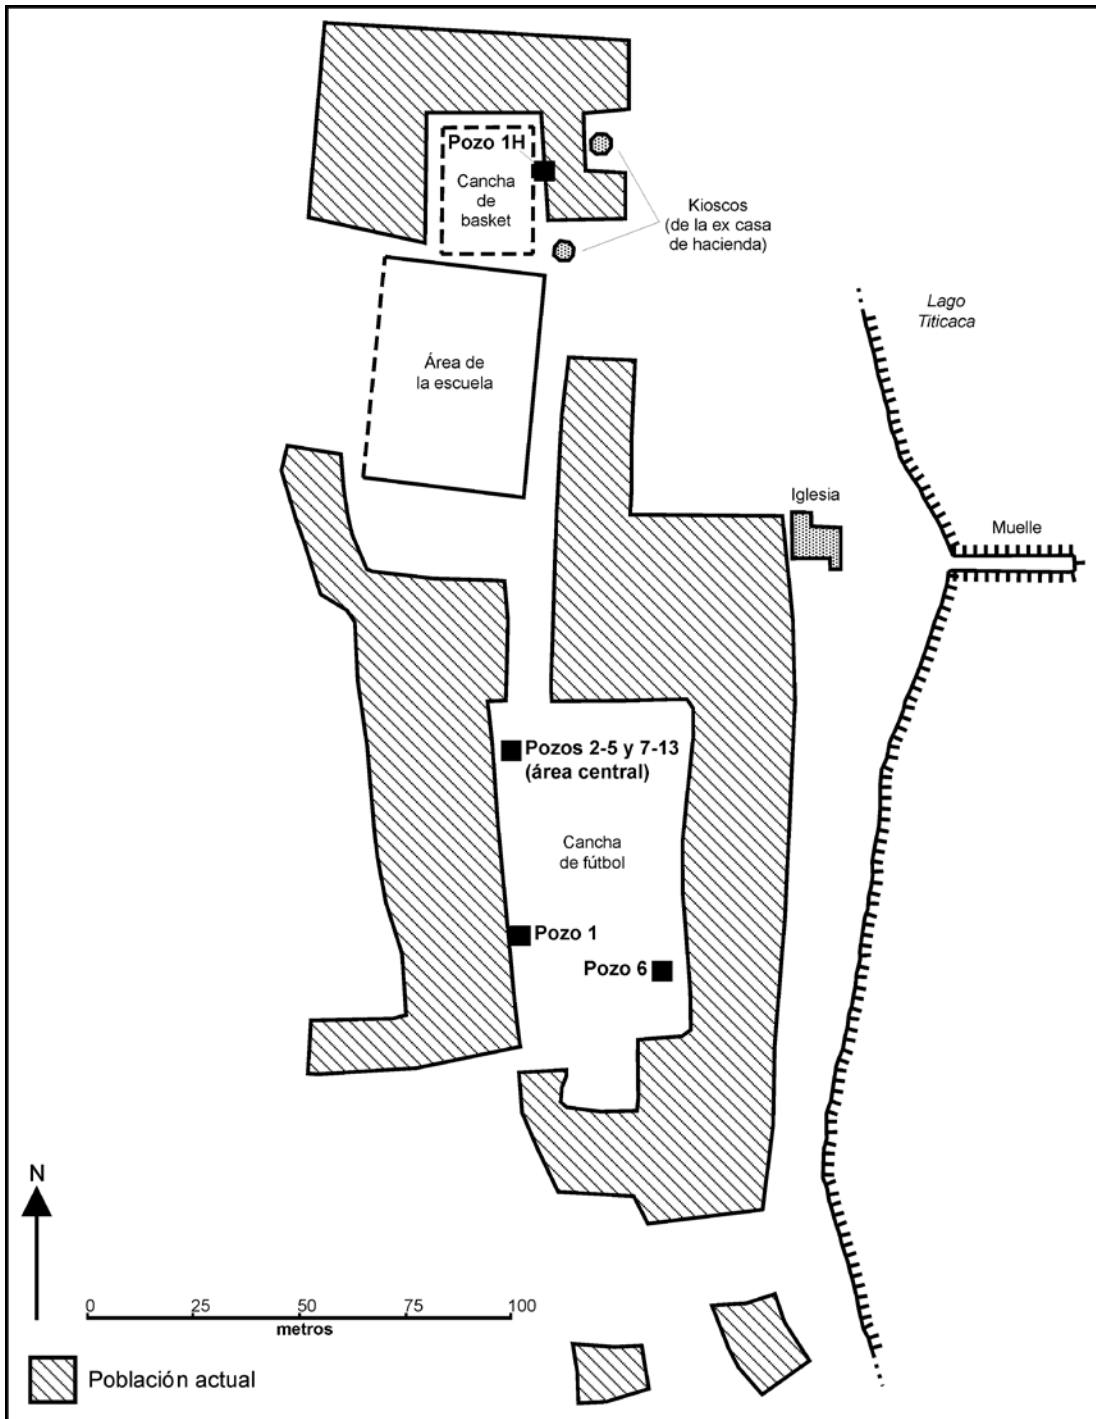 Pozo 1H
Cancha
de
basket
Kioscos
(de la ex casa
de hacienda)
Lago
Titicaca
Área de
la escuela
Iglesia
Muelle
Pozos 2-5 y 7-13
(área central)
Cancha
de fútbol
Pozo 1
Pozo 6
N
0 25 50 75 100
metros
Población actual